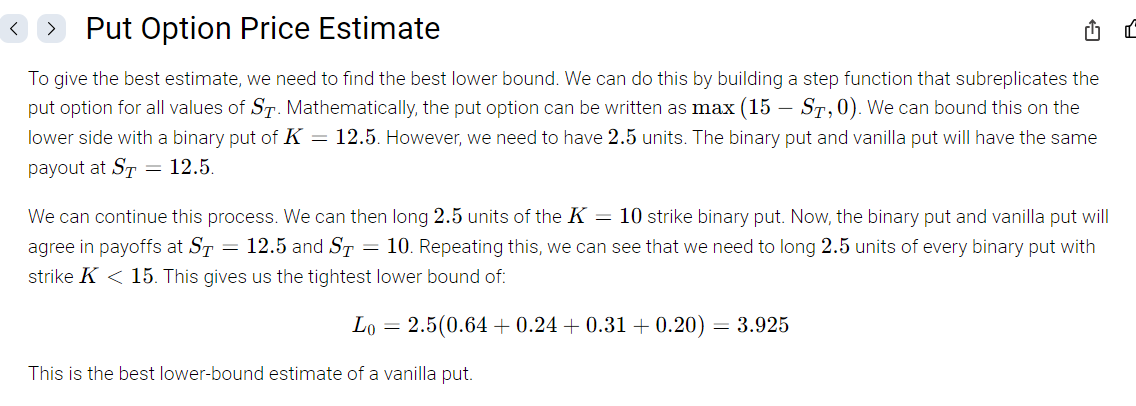 Put Option Price Estimate
To give the best estimate, we need to find the best lower bound. We can do this by building a step function that subreplicates the
put option for all values of S_T. Mathematically, the put option can be written as max (15 − S_T, 0). We can bound this on the
lower side with a binary put of K = 12.5. However, we need to have 2.5 units. The binary put and vanilla put will have the same
payout at S_T = 12.5.
We can continue this process. We can then long 2.5 units of the K = 10 strike binary put. Now, the binary put and vanilla put will
agree in payoffs at S_T = 12.5 and S_T = 10. Repeating this, we can see that we need to long 2.5 units of every binary put with
strike K < 15. This gives us the tightest lower bound of:
L_0 = 2.5(0.64 + 0.24 + 0.31 + 0.20) = 3.925
This is the best lower-bound estimate of a vanilla put.